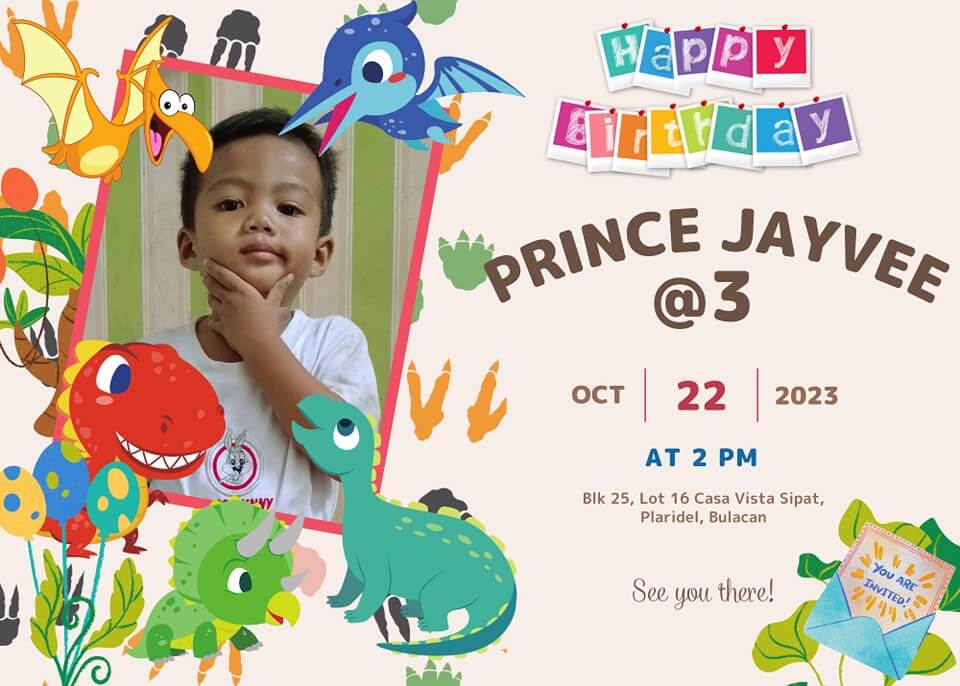 Happy
Birthday
PRINCE JAYVEE
@3
OCT 22 2023
AT 2 PM
Blk 25, Lot 16 Casa Vista Sipat,
Plaridel, Bulacan
See you there!
YOU ARE
INVITED!